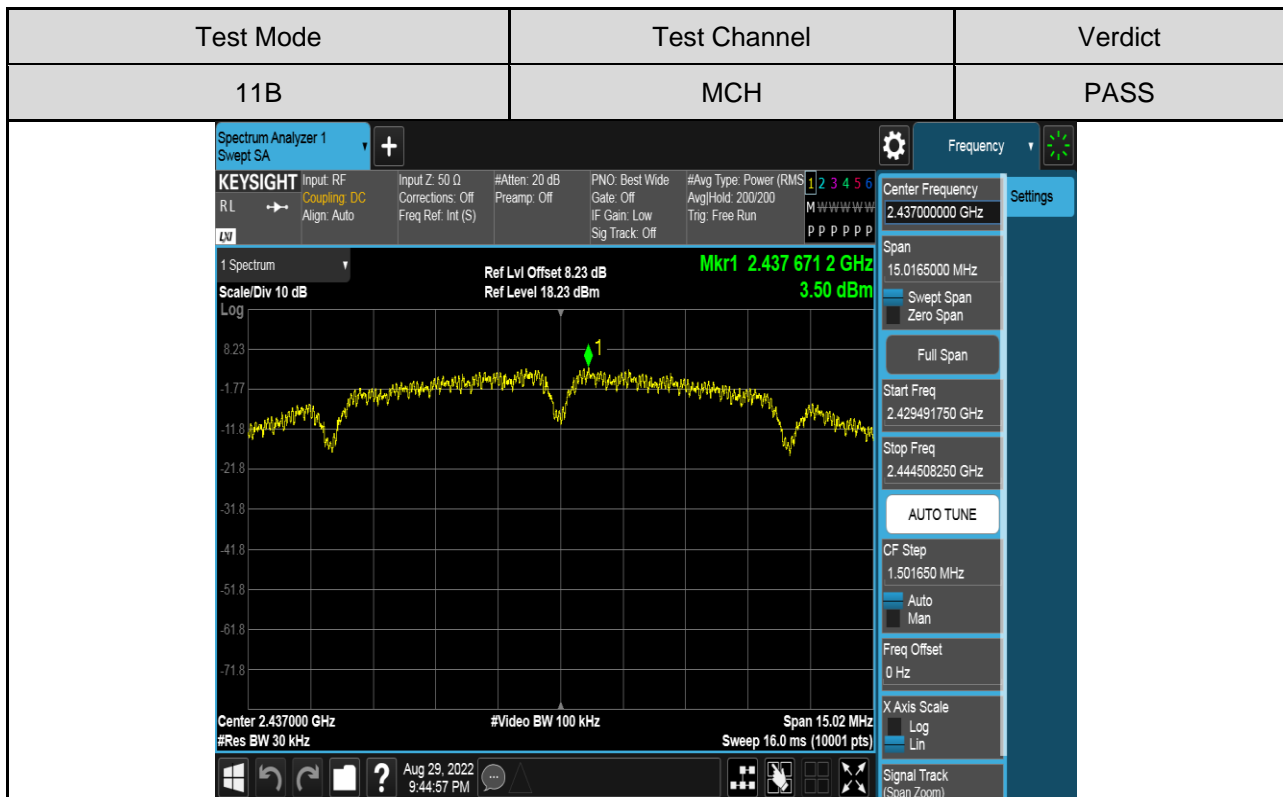 Test Mode Test Channel Verdict
11B MCH PASS
Spectrum Analyzer 1
Swept SA
Frequency
KEYSIGHT
RL
LXI
Input: RF
Coupling: DC
Align: Auto
Input Z: 50 Ω
Corrections: Off
Freq Ref: Int (S)
#Atten: 20 dB
Preamp: Off
PNO: Best Wide
Gate: Off
IF Gain: Low
Sig Track: Off
#Avg Type: Power (RMS
Avg|Hold: 200/200
Trig: Free Run
1 2 3 4 5 6
M W W W W W
P P P P P P
1 Spectrum
Scale/Div 10 dB
Log
Ref Lvl Offset 8.23 dB
Ref Level 18.23 dBm
Mkr1 2.437 671 2 GHz
3.50 dBm
1
8.23
-1.77
-11.8
-21.8
-31.8
-41.8
-51.8
-61.8
-71.8
Center 2.437000 GHz
#Res BW 30 kHz
#Video BW 100 kHz
Span 15.02 MHz
Sweep 16.0 ms (10001 pts)
Center Frequency
2.437000000 GHz
Settings
Span
15.0165000 MHz
Swept Span
Zero Span
Full Span
Start Freq
2.429491750 GHz
Stop Freq
2.444508250 GHz
AUTO TUNE
CF Step
1.501650 MHz
Auto
Man
Freq Offset
0 Hz
X Axis Scale
Log
Lin
Signal Track
(Span Zoom)
?
Aug 29, 2022
9:44:57 PM